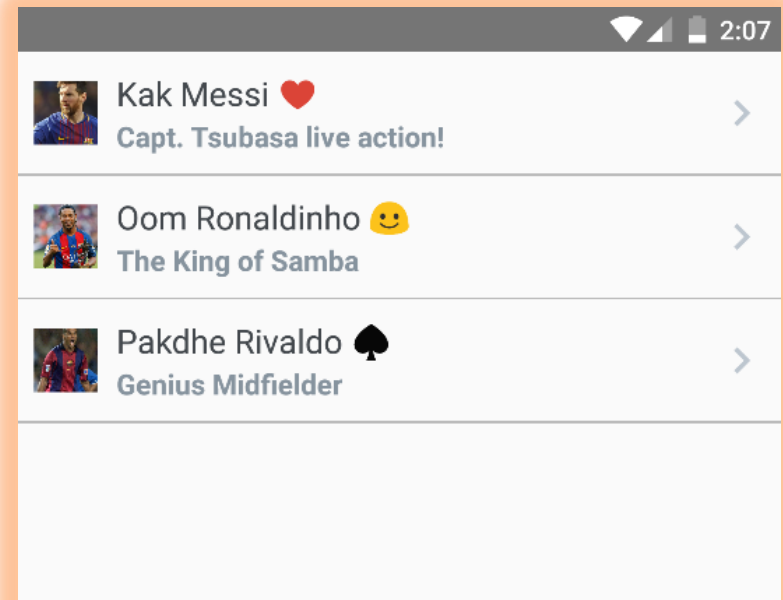 2:07
Kak Messi ❤️
Capt. Tsubasa live action!
Oom Ronaldinho 🙂
The King of Samba
Pakdhe Rivaldo ♠️
Genius Midfielder